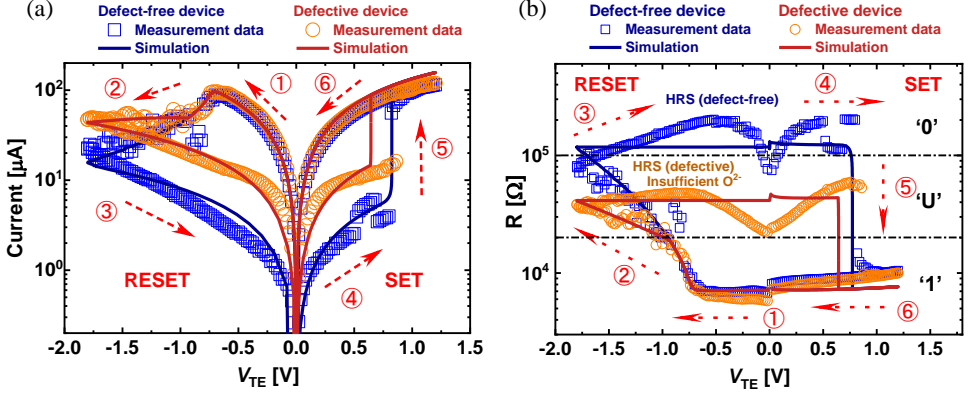 (a)
Defect-free device
Defective device
Measurement data
Measurement data
Simulation
Simulation
Current [μA]
10²
10¹
10⁰
②
①
⑥
⑤
③
④
RESET
SET
-2.0 -1.5 -1.0 -0.5 0.0 0.5 1.0
V_TE [V]
(b)
Defect-free device
Defective device
Measurement data
Measurement data
Simulation
Simulation
R [Ω]
10⁵
10⁴
RESET
④
SET
③
HRS (defect-free)
'0'
HRS (defective)
Insufficient O²⁻
⑤
'U'
②
'1'
①
⑥
-2.0 -1.5 -1.0 -0.5 0.0 0.5 1.0 1.5
V_TE [V]